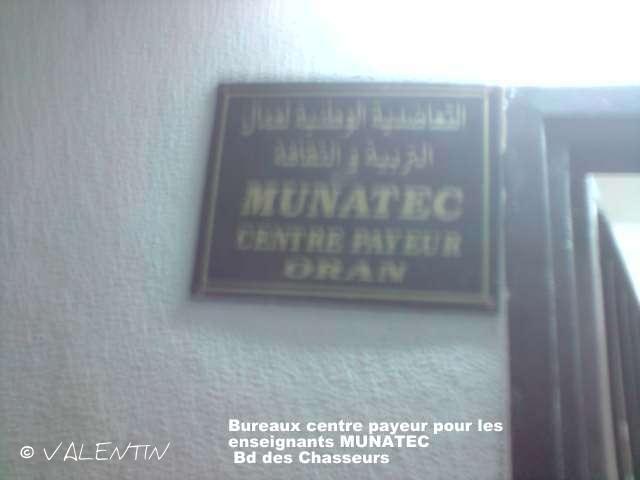 التعاضدية الوطنية لعمال
التربية و الثقافة
MUNATEC
CENTRE PAYEUR
ORAN
Bureaux centre payeur pour les
enseignants MUNATEC
Bd des Chasseurs
© VALENTIN